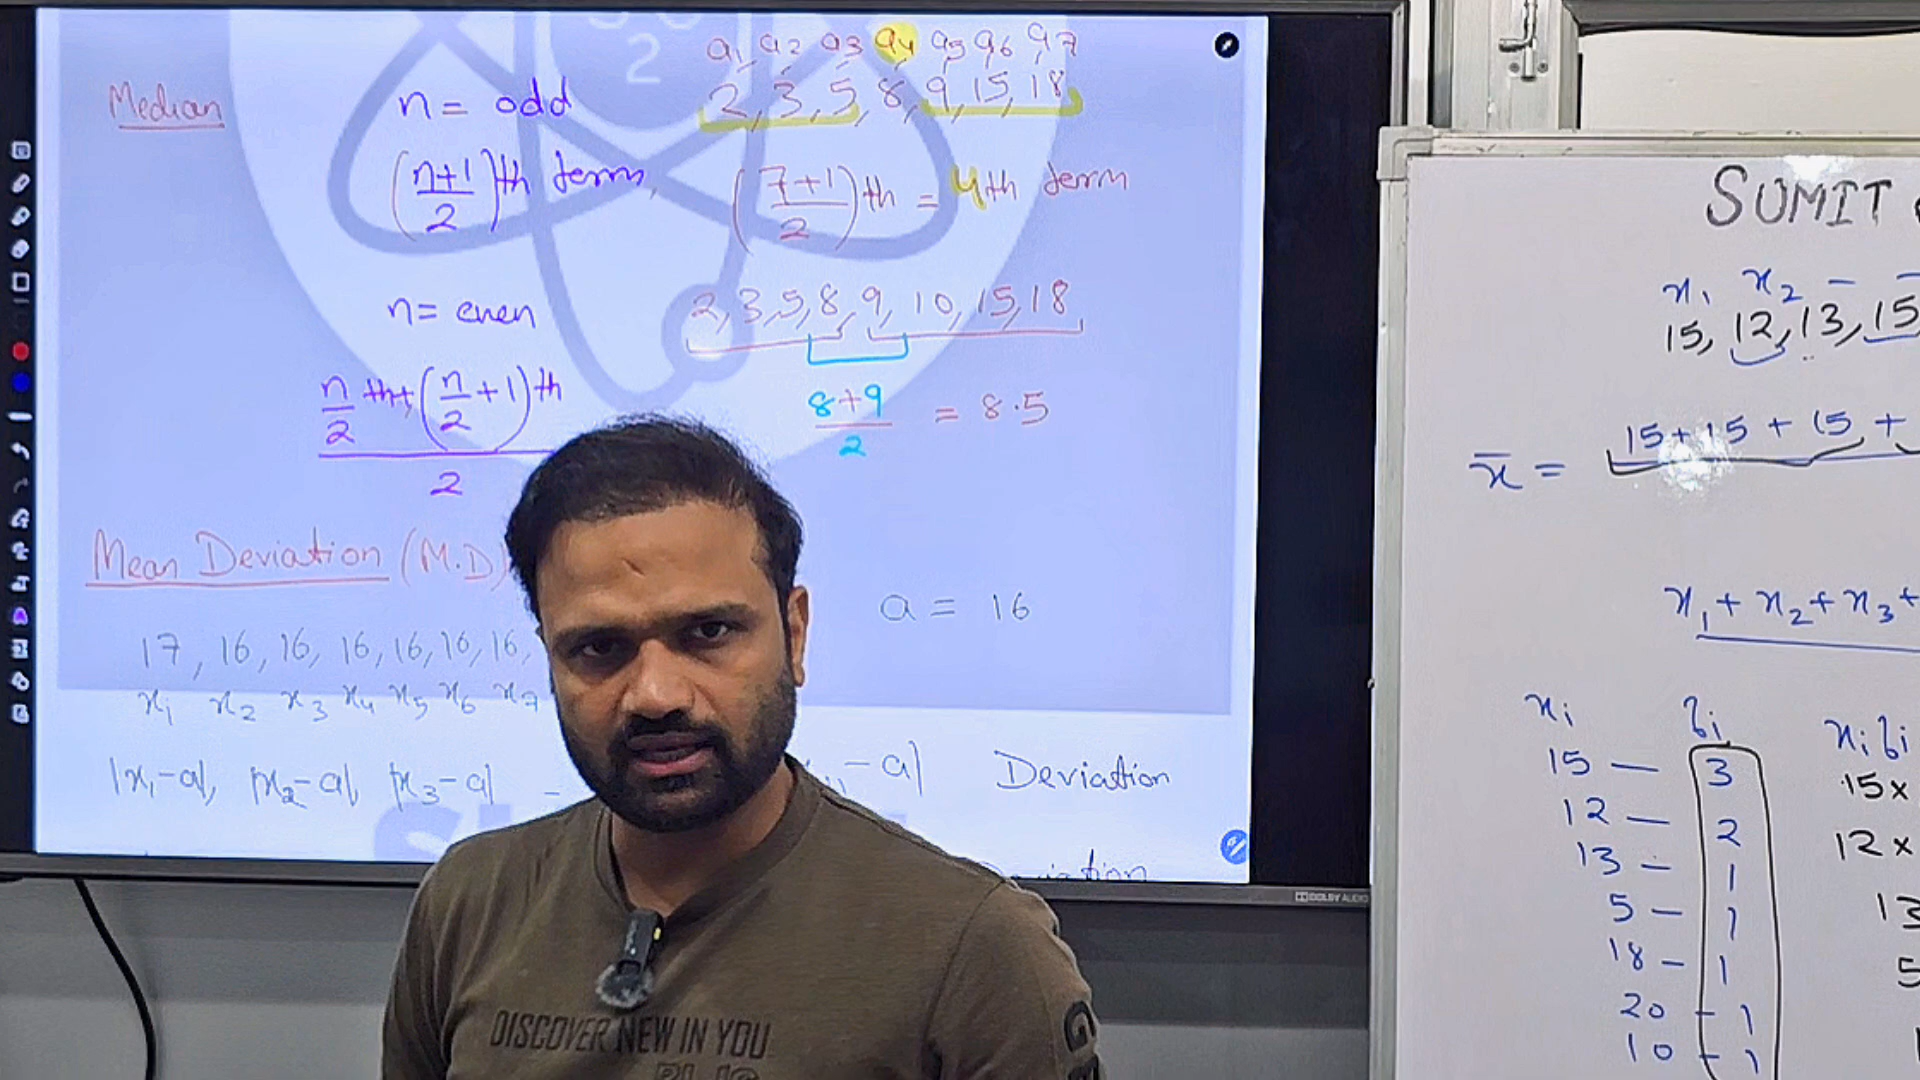 a1, a2, a3, a4, a5, a6, a7
Median
n = odd
2, 3, 5, 8, 9, 15, 18
(n+1/2)th term,
(7+1/2)th = 4th term
n = even
2, 3, 5, 8, 9, 10, 15, 18
n/2 th + (n/2 + 1)th
2
8+9/2 = 8.5
Mean Deviation (M.D)
a = 16
17, 16, 16, 16, 16, 16, 16,
x1 x2 x3 x4 x5 x6 x7
|x1-a|, |x2-a|, |x3-a| -
-a| Deviation
DOLBY AUDIO
DISCOVER NEW IN YOU
SUMIT
x1 x2 - -
15, 12, 13, 15
x̄ = 15+15+15+
x1+x2+x3+
xi fi xifi
15 — 3 15×
12 — 2 12×
13 – 1 13
5 – 1 5
18 – 1
20 – 1
10 – 1